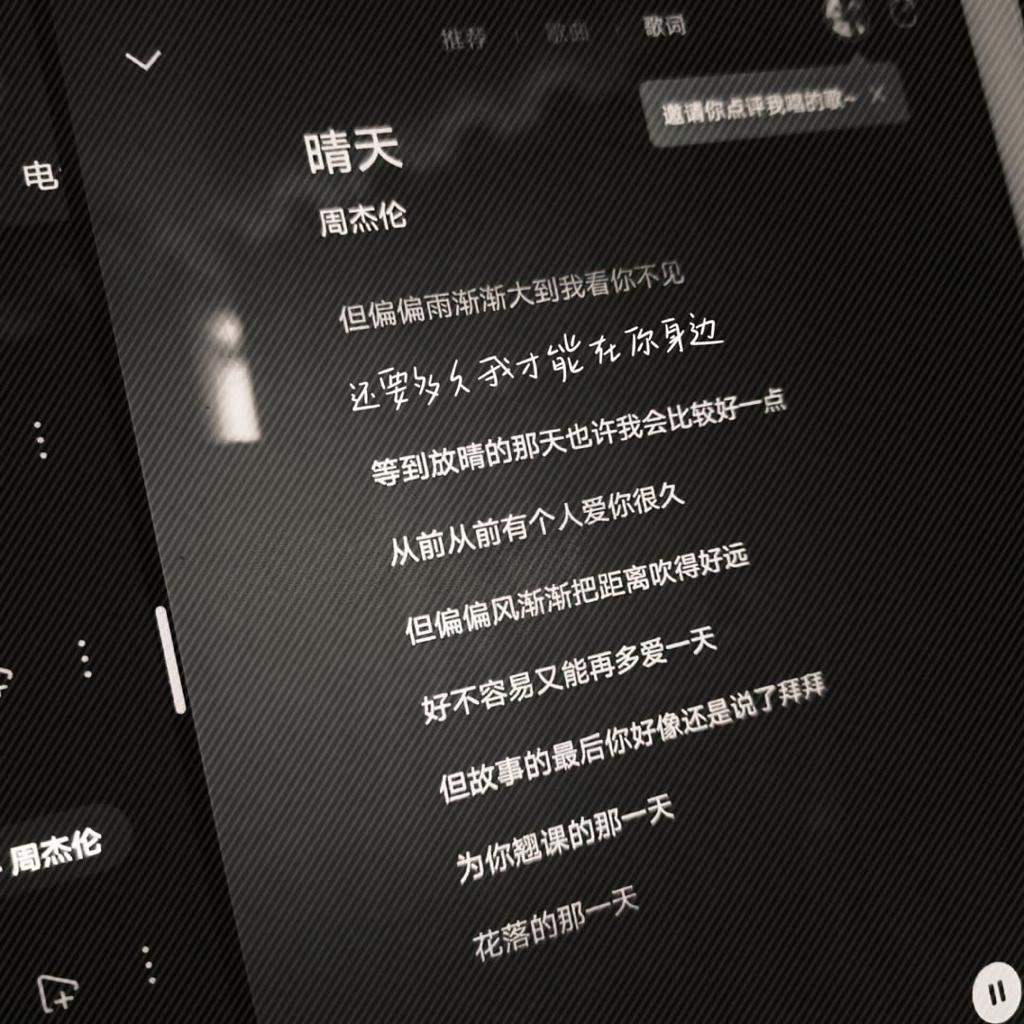 推荐 歌曲 歌词
邀请你点评我唱的歌~
电
晴天
周杰伦
但偏偏雨渐渐大到我看你不见
还要多久我才能在你身边
等到放晴的那天也许我会比较好一点
从前从前有个人爱你很久
但偏偏风渐渐把距离吹得好远
好不容易又能再多爱一天
但故事的最后你好像还是说了拜拜
为你翘课的那一天
花落的那一天
周杰伦